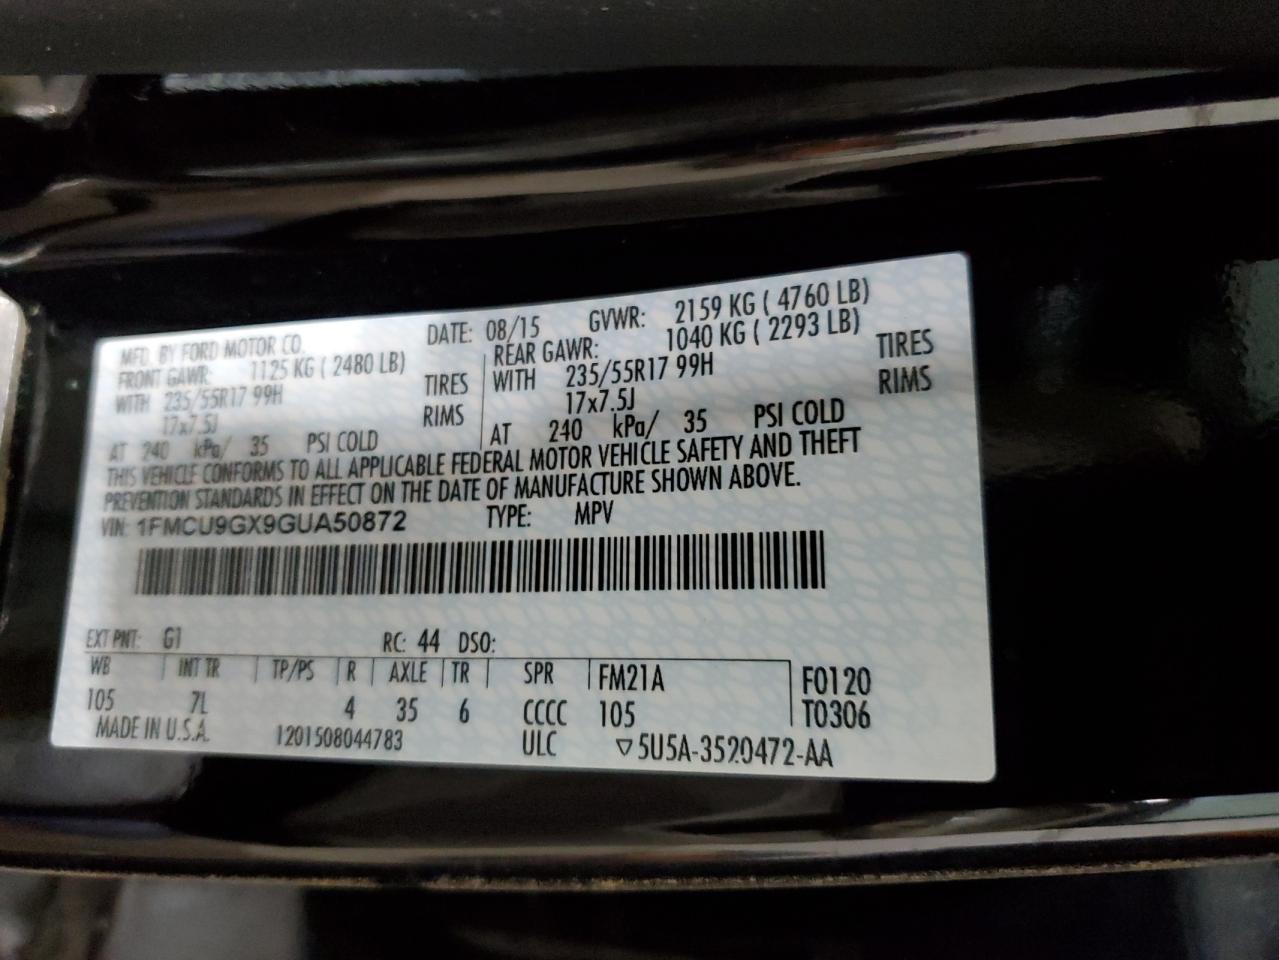 MFD. BY FORD MOTOR CO. DATE: 08/15 GVWR: 2159 KG ( 4760 LB)
FRONT GAWR: 1125 KG ( 2480 LB) REAR GAWR: 1040 KG ( 2293 LB)
WITH 235/55R17 99H TIRES WITH 235/55R17 99H TIRES
17x7.5J RIMS 17x7.5J RIMS
AT 240 kPa/ 35 PSI COLD AT 240 kPa/ 35 PSI COLD
THIS VEHICLE CONFORMS TO ALL APPLICABLE FEDERAL MOTOR VEHICLE SAFETY AND THEFT
PREVENTION STANDARDS IN EFFECT ON THE DATE OF MANUFACTURE SHOWN ABOVE.
VIN: 1FMCU9GX9GUA50872 TYPE: MPV
EXT PNT: G1 RC: 44 DSO:
WB INT TR TP/PS R AXLE TR SPR FM21A F0120
105 7L 4 35 6 CCCC 105 T0306
MADE IN U.S.A. 1201508044783 ULC ▽5U5A-3520472-AA